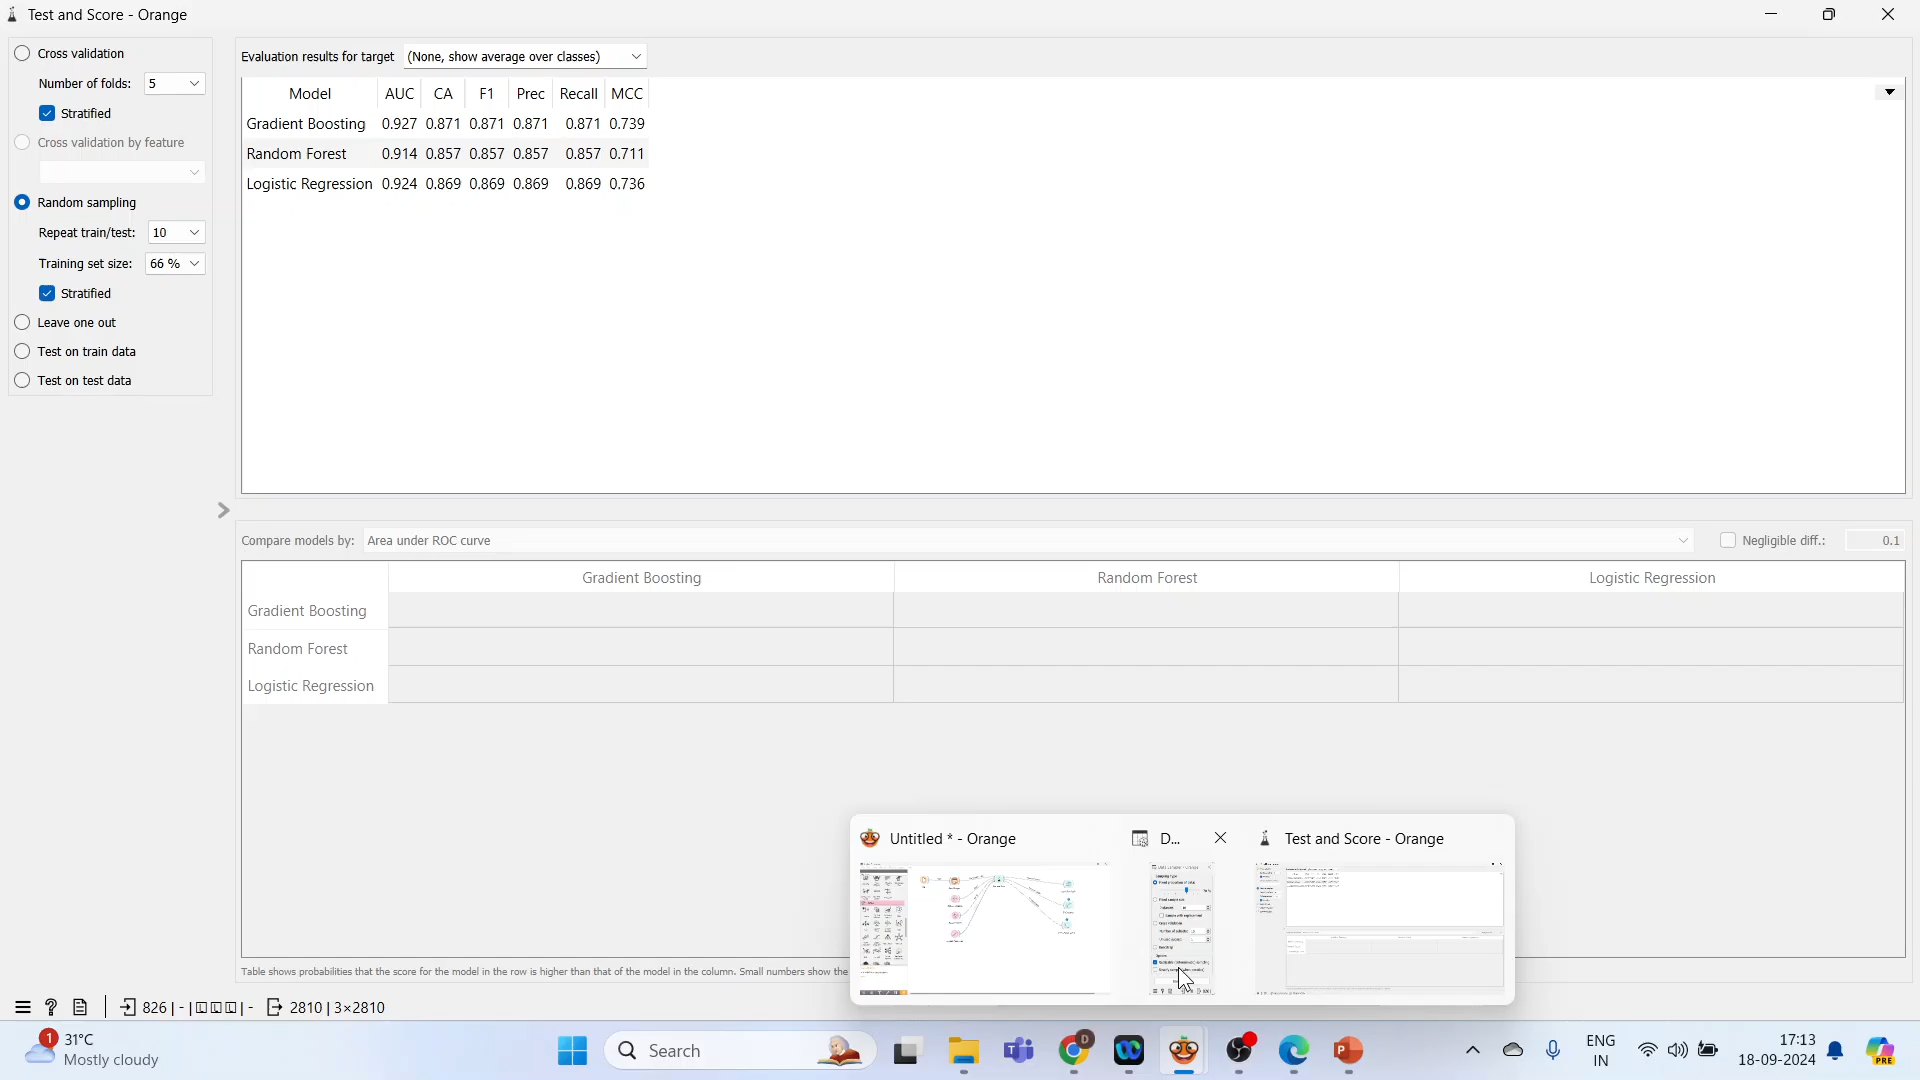 Test and Score - Orange
Cross validation
Number of folds: 5
Stratified
Cross validation by feature
Random sampling
Repeat train/test: 10
Training set size: 66 %
Stratified
Leave one out
Test on train data
Test on test data
Evaluation results for target (None, show average over classes)
Model AUC CA F1 Prec Recall MCC
Gradient Boosting 0.927 0.871 0.871 0.871 0.871 0.739
Random Forest 0.914 0.857 0.857 0.857 0.857 0.711
Logistic Regression 0.924 0.869 0.869 0.869 0.869 0.736
Compare models by: Area under ROC curve
Negligible diff.: 0.1
Gradient Boosting Random Forest Logistic Regression
Gradient Boosting
Random Forest
Logistic Regression
Untitled * - Orange
D...
Test and Score - Orange
Table shows probabilities that the score for the model in the row is higher than that of the model in the column. Small numbers show the
826 | - | - 2810 | 3×2810
1
31°C
Mostly cloudy
Search
D
ENG
IN
17:13
18-09-2024
PRE